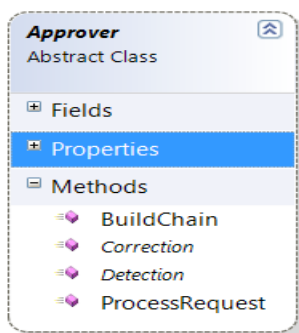 Approver
Abstract Class
Fields
Properties
Methods
BuildChain
Correction
Detection
ProcessRequest